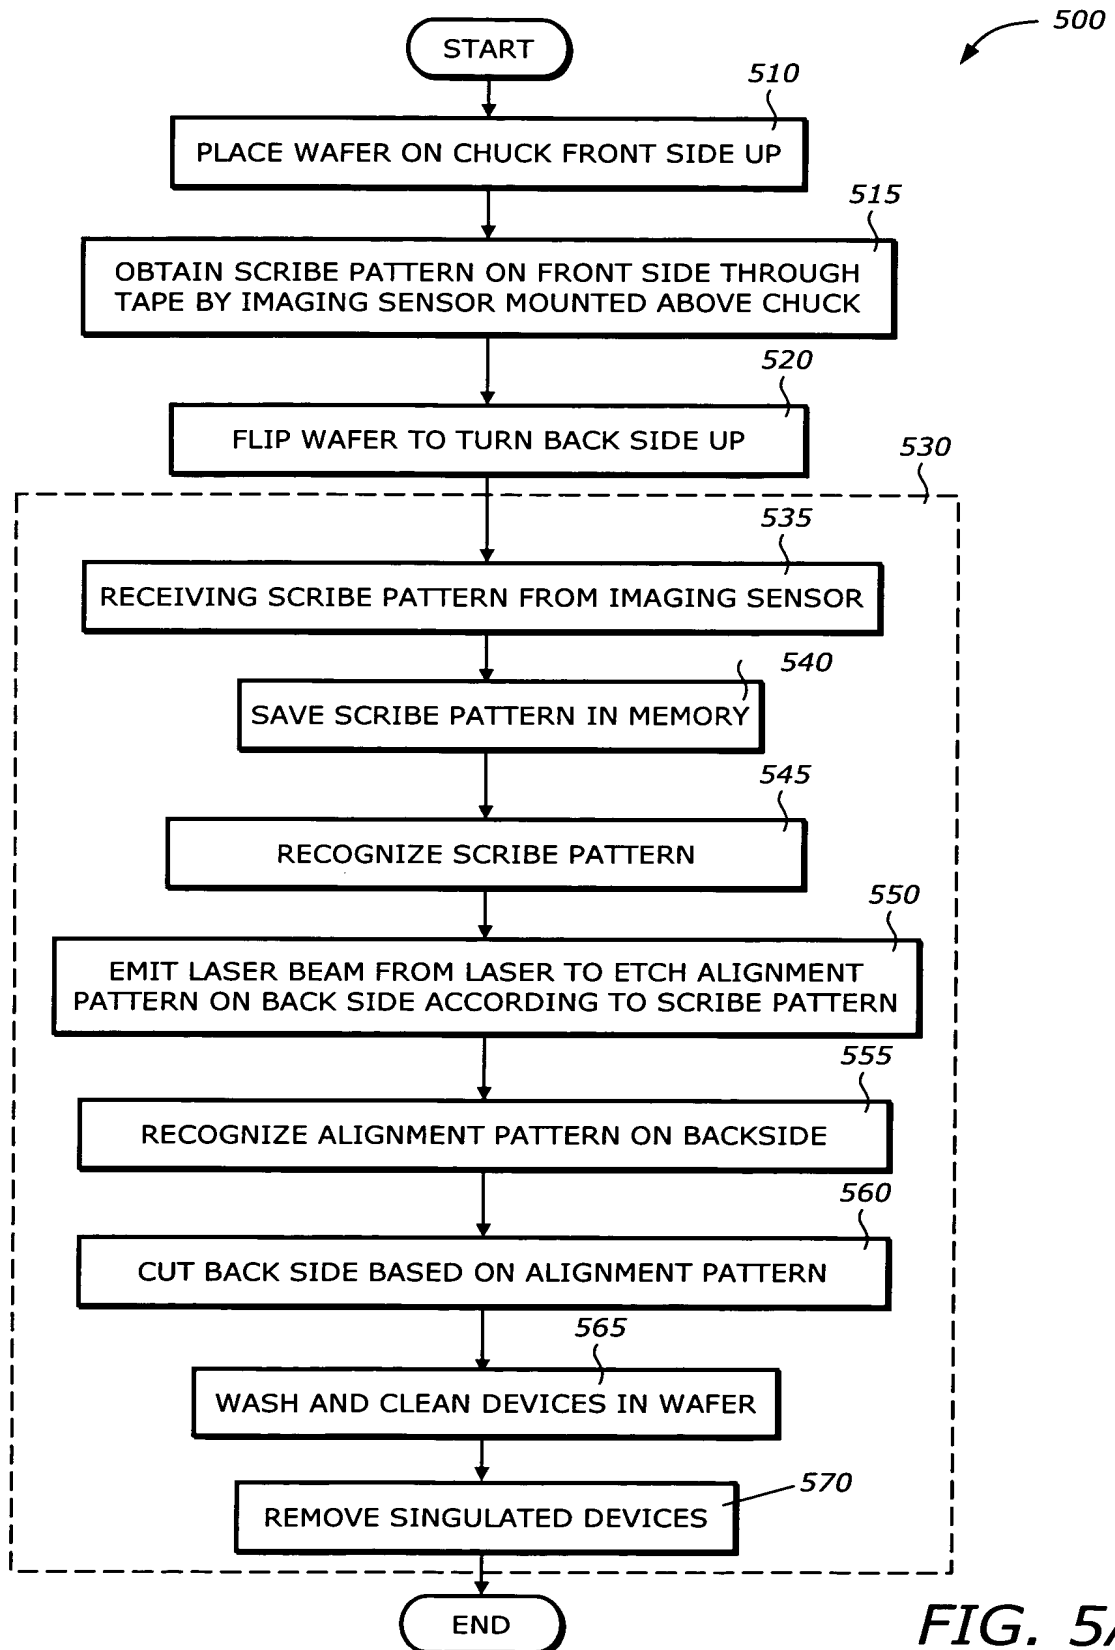 500
START
510
PLACE WAFER ON CHUCK FRONT SIDE UP
515
OBTAIN SCRIBE PATTERN ON FRONT SIDE THROUGH
TAPE BY IMAGING SENSOR MOUNTED ABOVE CHUCK
520
FLIP WAFER TO TURN BACK SIDE UP
530
535
RECEIVING SCRIBE PATTERN FROM IMAGING SENSOR
540
SAVE SCRIBE PATTERN IN MEMORY
545
RECOGNIZE SCRIBE PATTERN
550
EMIT LASER BEAM FROM LASER TO ETCH ALIGNMENT
PATTERN ON BACK SIDE ACCORDING TO SCRIBE PATTERN
555
RECOGNIZE ALIGNMENT PATTERN ON BACKSIDE
560
CUT BACK SIDE BASED ON ALIGNMENT PATTERN
565
WASH AND CLEAN DEVICES IN WAFER
570
REMOVE SINGULATED DEVICES
END
FIG. 5A